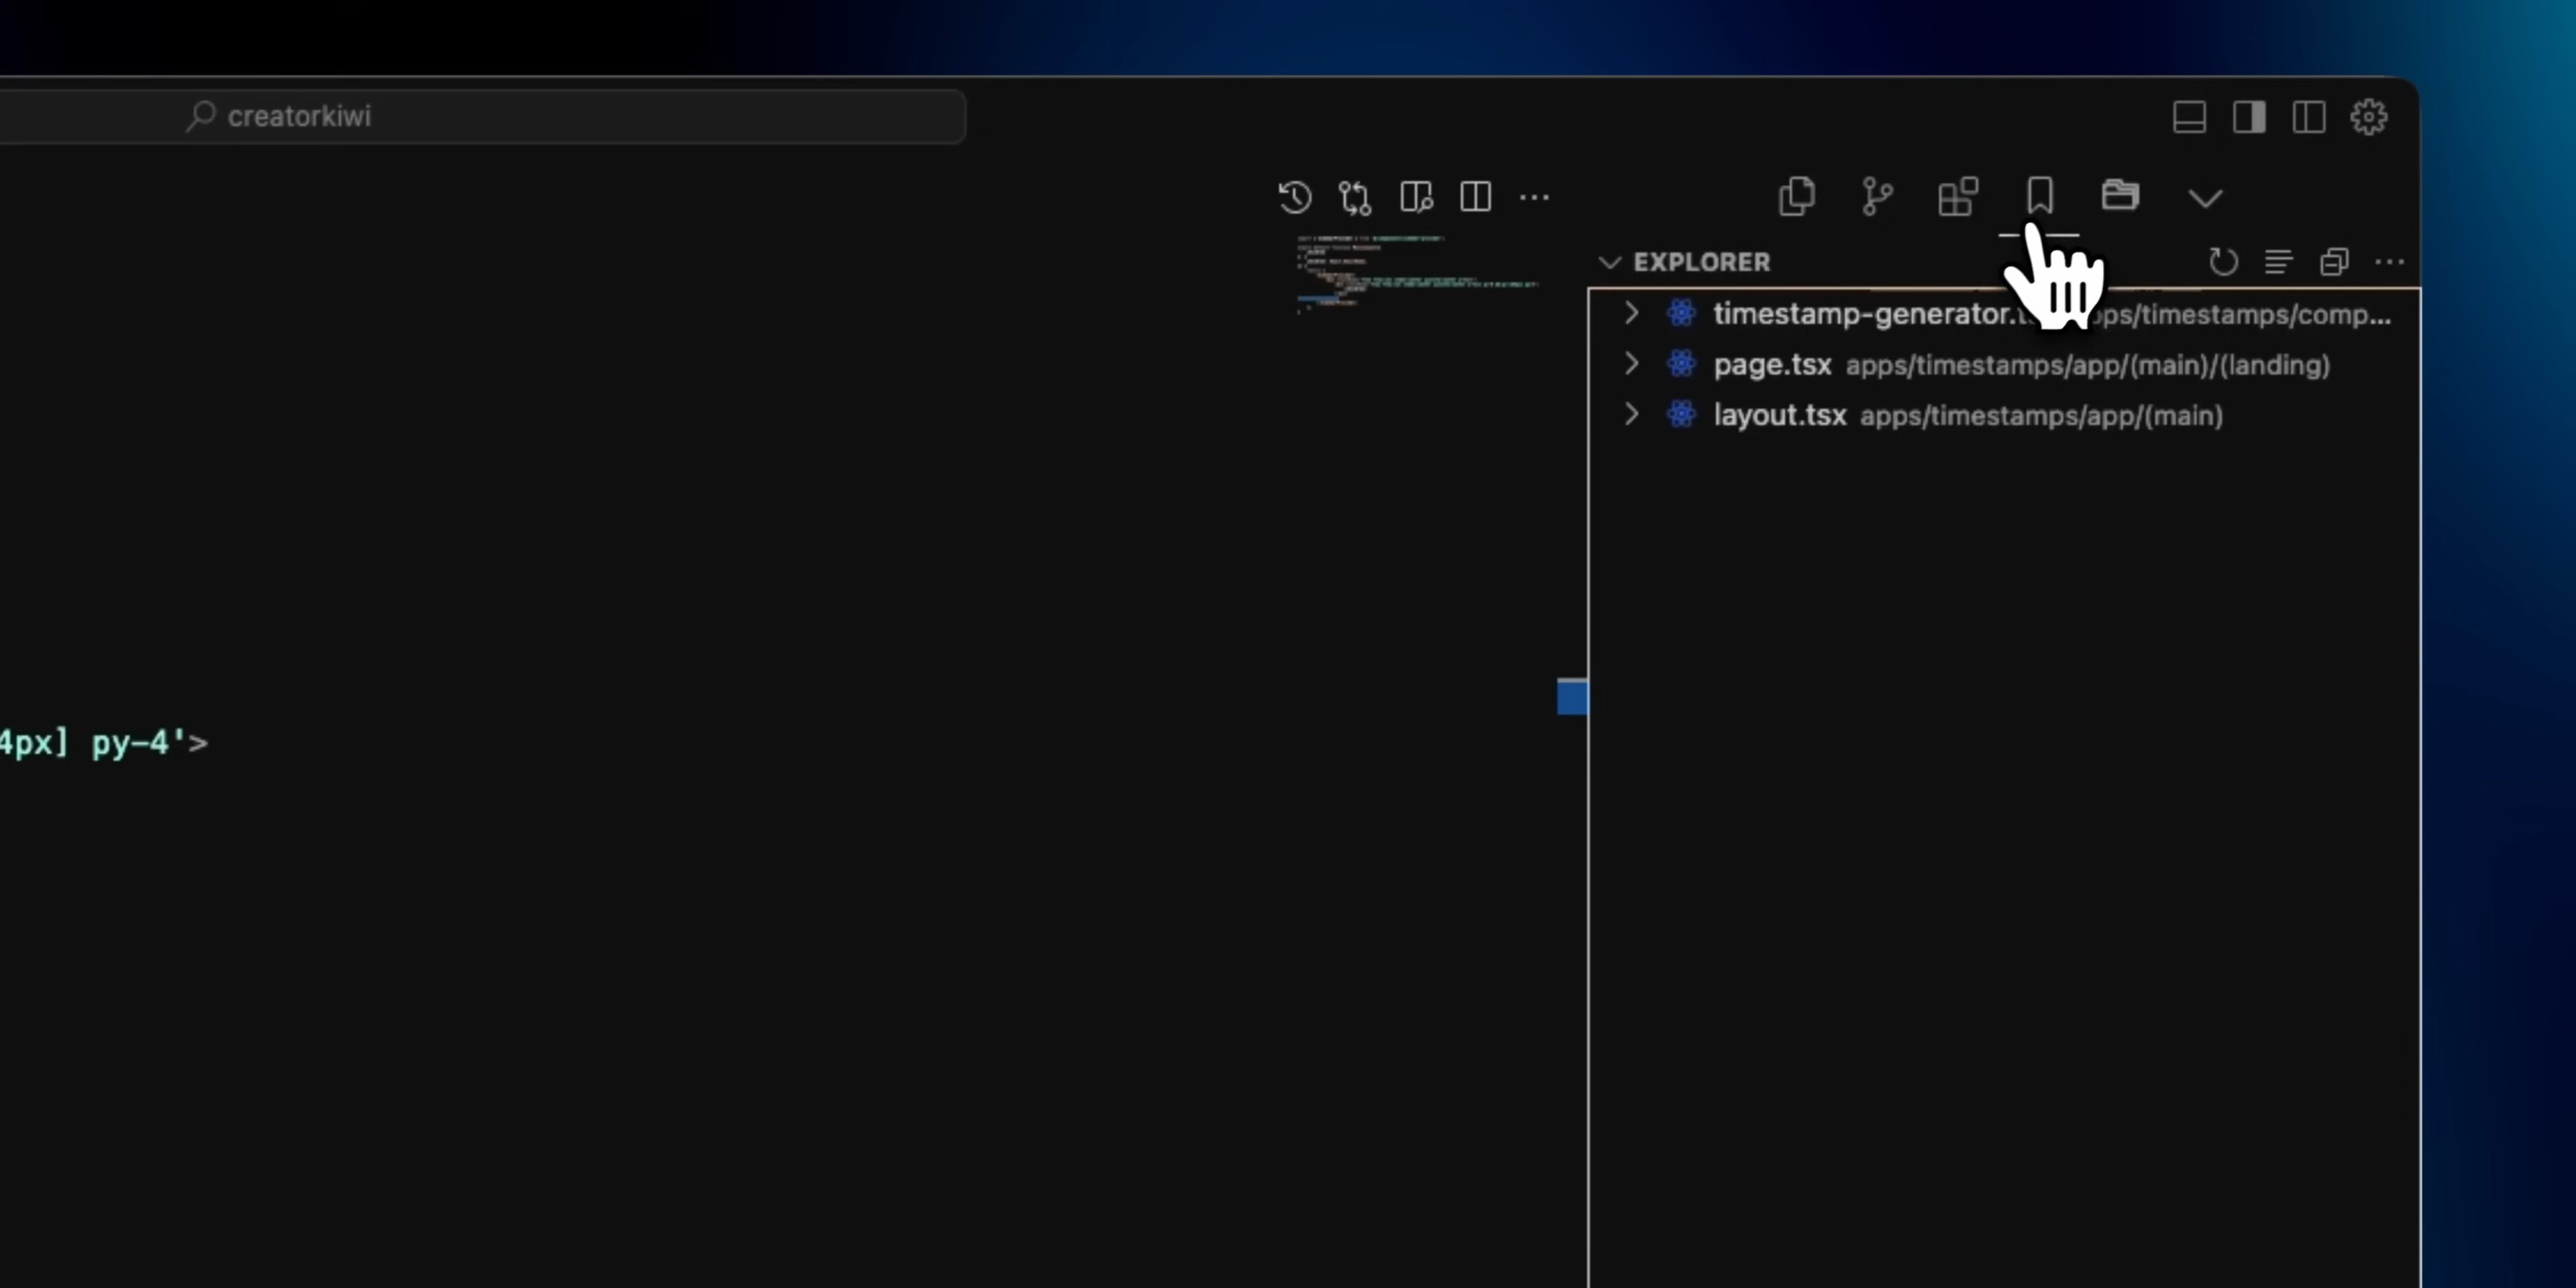 creatorkiwi
EXPLORER
timestamp-generator. ps/timestamps/comp...
page.tsx apps/timestamps/app/(main)/(landing)
layout.tsx apps/timestamps/app/(main)
4px] py-4'>